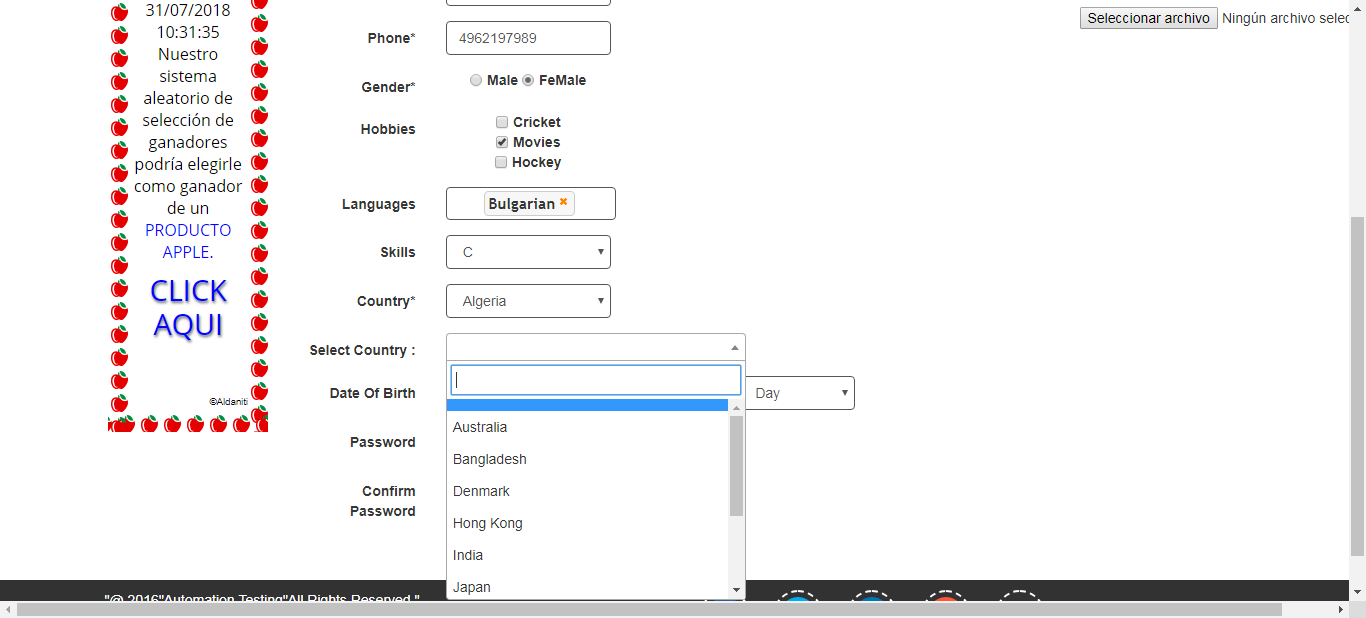 31/07/2018
10:31:35
Nuestro
sistema
aleatorio de
selección de
ganadores
podría elegirle
como ganador
de un
PRODUCTO
APPLE.
CLICK
AQUI
©Aldaniti
Phone*
4962197989
Gender*
Male FeMale
Hobbies
Cricket
Movies
Hockey
Languages
Bulgarian
Skills
C
Country*
Algeria
Select Country :
Date Of Birth
Day
Australia
Bangladesh
Denmark
Hong Kong
India
Japan
Password
Confirm
Password
Seleccionar archivo Ningún archivo selec
"@ 2016"Automation Testing"All Rights Reserved."